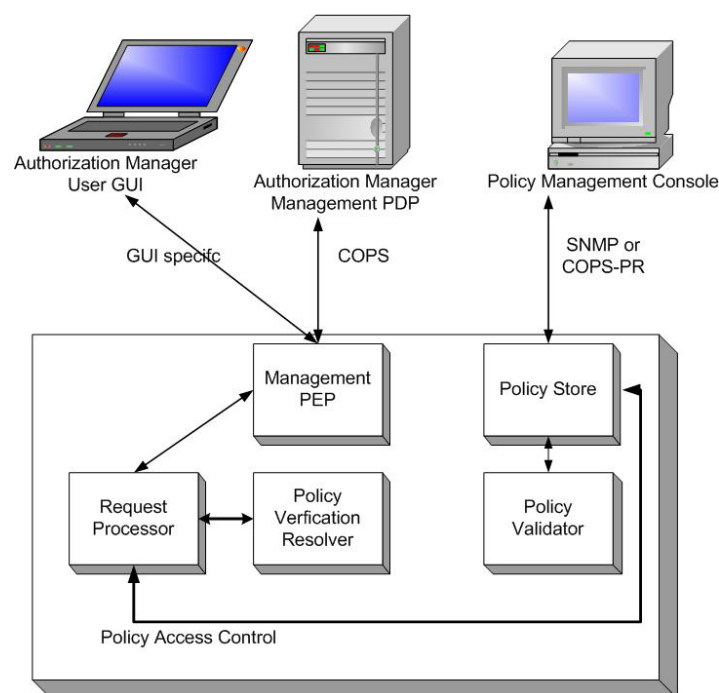 Authorization Manager
User GUI
Authorization Manager
Management PDP
Policy Management Console
GUI specifc
COPS
SNMP or
COPS-PR
Management
PEP
Policy Store
Request
Processor
Policy
Verfication
Resolver
Policy
Validator
Policy Access Control